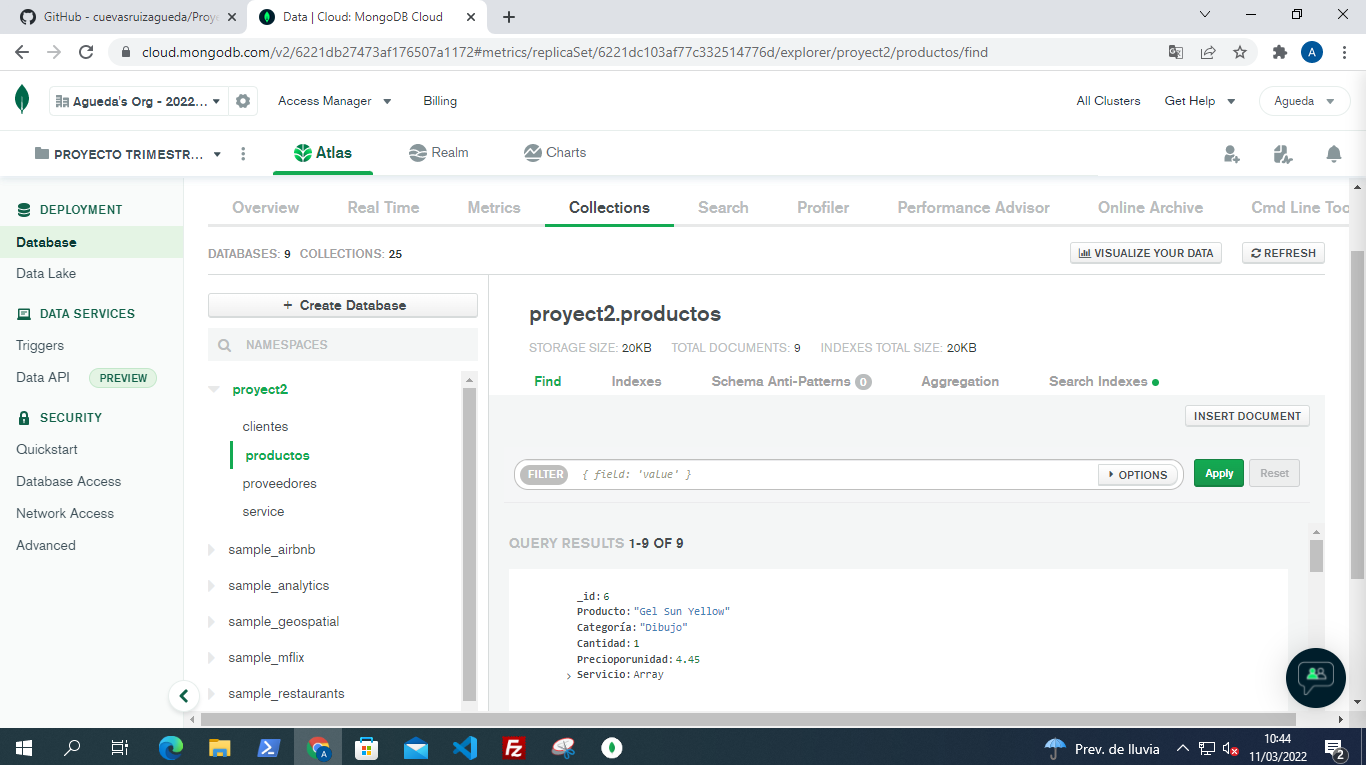 GitHub - cuevasruizagueda/Proye
Data | Cloud: MongoDB Cloud
cloud.mongodb.com/v2/6221db27473af176507a1172#metrics/replicaSet/6221dc103af77c332514776d/explorer/proyect2/productos/find
A
Agueda's Org - 2022...
Access Manager
Billing
All Clusters
Get Help
Agueda
PROYECTO TRIMESTR...
Atlas
Realm
Charts
DEPLOYMENT
Database
Data Lake
DATA SERVICES
Triggers
Data API PREVIEW
SECURITY
Quickstart
Database Access
Network Access
Advanced
Overview Real Time Metrics Collections Search Profiler Performance Advisor Online Archive Cmd Line Too
DATABASES: 9 COLLECTIONS: 25
VISUALIZE YOUR DATA
REFRESH
+ Create Database
NAMESPACES
proyect2
clientes
productos
proveedores
service
sample_airbnb
sample_analytics
sample_geospatial
sample_mflix
sample_restaurants
proyect2.productos
STORAGE SIZE: 20KB TOTAL DOCUMENTS: 9 INDEXES TOTAL SIZE: 20KB
Find Indexes Schema Anti-Patterns 0 Aggregation Search Indexes
INSERT DOCUMENT
FILTER { field: 'value' } OPTIONS Apply Reset
QUERY RESULTS 1-9 OF 9
_id: 6
Producto: "Gel Sun Yellow"
Categoría: "Dibujo"
Cantidad: 1
Precioporunidad: 4.45
Servicio: Array
A
Prev. de lluvia
10:44
11/03/2022
2